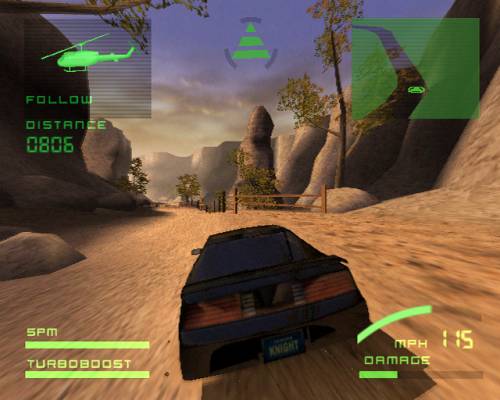 FOLLOW
DISTANCE
0806
SPM
TURBOBOOST
KNIGHT
MPH 115
DAMAGE